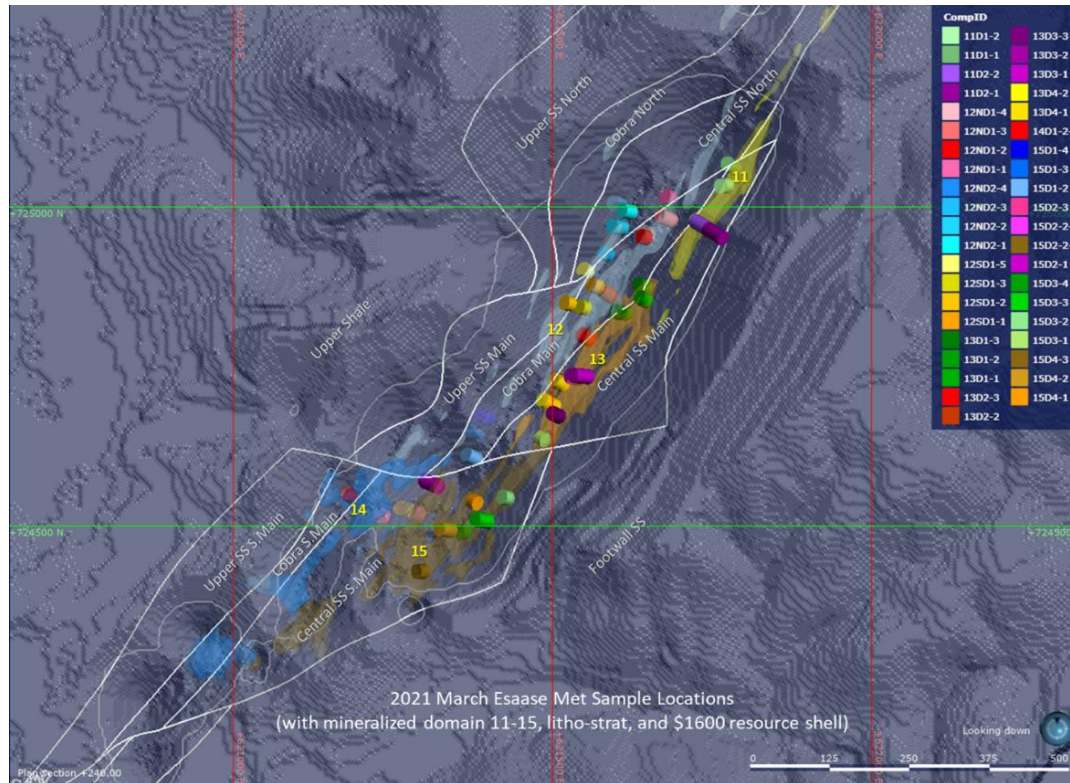 CompID
11D1-2
11D1-1
11D2-2
11D2-1
12ND1-4
12ND1-3
12ND1-2
12ND1-1
12ND2-4
12ND2-3
12ND2-2
12ND2-1
12SD1-5
12SD1-3
12SD1-2
12SD1-1
13D1-3
13D1-2
13D1-1
13D2-3
13D2-2
13D3-3
13D3-2
13D3-1
13D4-2
13D4-1
14D1-2-
15D1-4
15D1-3
15D1-2
15D2-3
15D2-2-
15D2-2-
15D2-1
15D3-4
15D3-3
15D3-2
15D3-1
15D4-3
15D4-2
15D4-1
Upper SS North
Cobra North
Central SS North
11
+725000 N
Upper Shale
12
13
Upper SS Main
Cobra Main
Central SS Main
14
15
+724500 N
+724500
Upper SS S.Main
Cobra S.Main
Central SS S.Main
Footwall SS
2021 March Esaase Met Sample Locations
(with mineralized domain 11-15, litho-strat, and $1600 resource shell)
Looking down
Plan Section +240.00
0
125
250
375
500